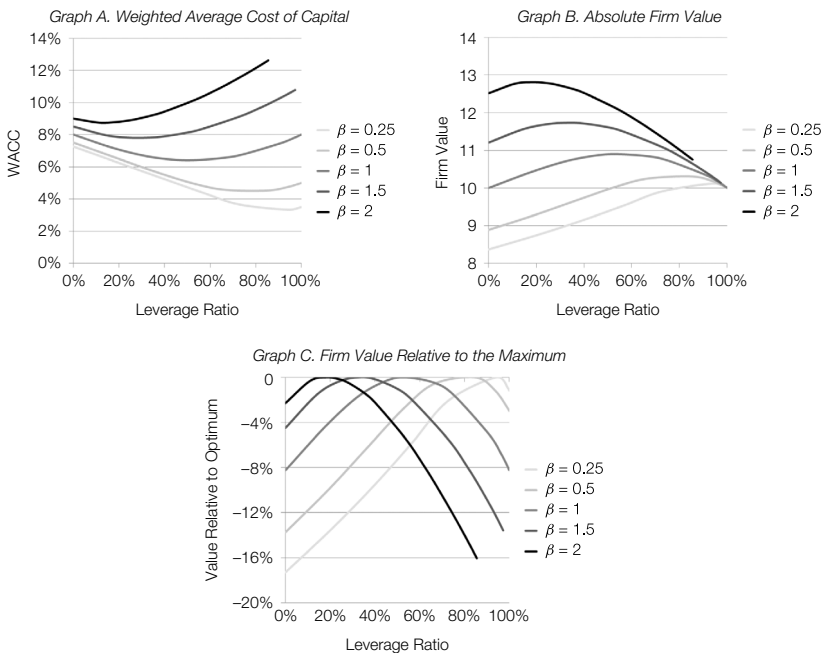 Graph A. Weighted Average Cost of Capital
14%
12%
10%
8%
6%
4%
2%
0%
WACC
0% 20% 40% 60% 80% 100%
Leverage Ratio
β = 0.25
β = 0.5
β = 1
β = 1.5
β = 2
Graph B. Absolute Firm Value
14
13
12
11
10
9
8
Firm Value
0% 20% 40% 60% 80% 100%
Leverage Ratio
β = 0.25
β = 0.5
β = 1
β = 1.5
β = 2
Graph C. Firm Value Relative to the Maximum
0
−4%
−8%
−12%
−16%
−20%
Value Relative to Optimum
0% 20% 40% 60% 80% 100%
Leverage Ratio
β = 0.25
β = 0.5
β = 1
β = 1.5
β = 2